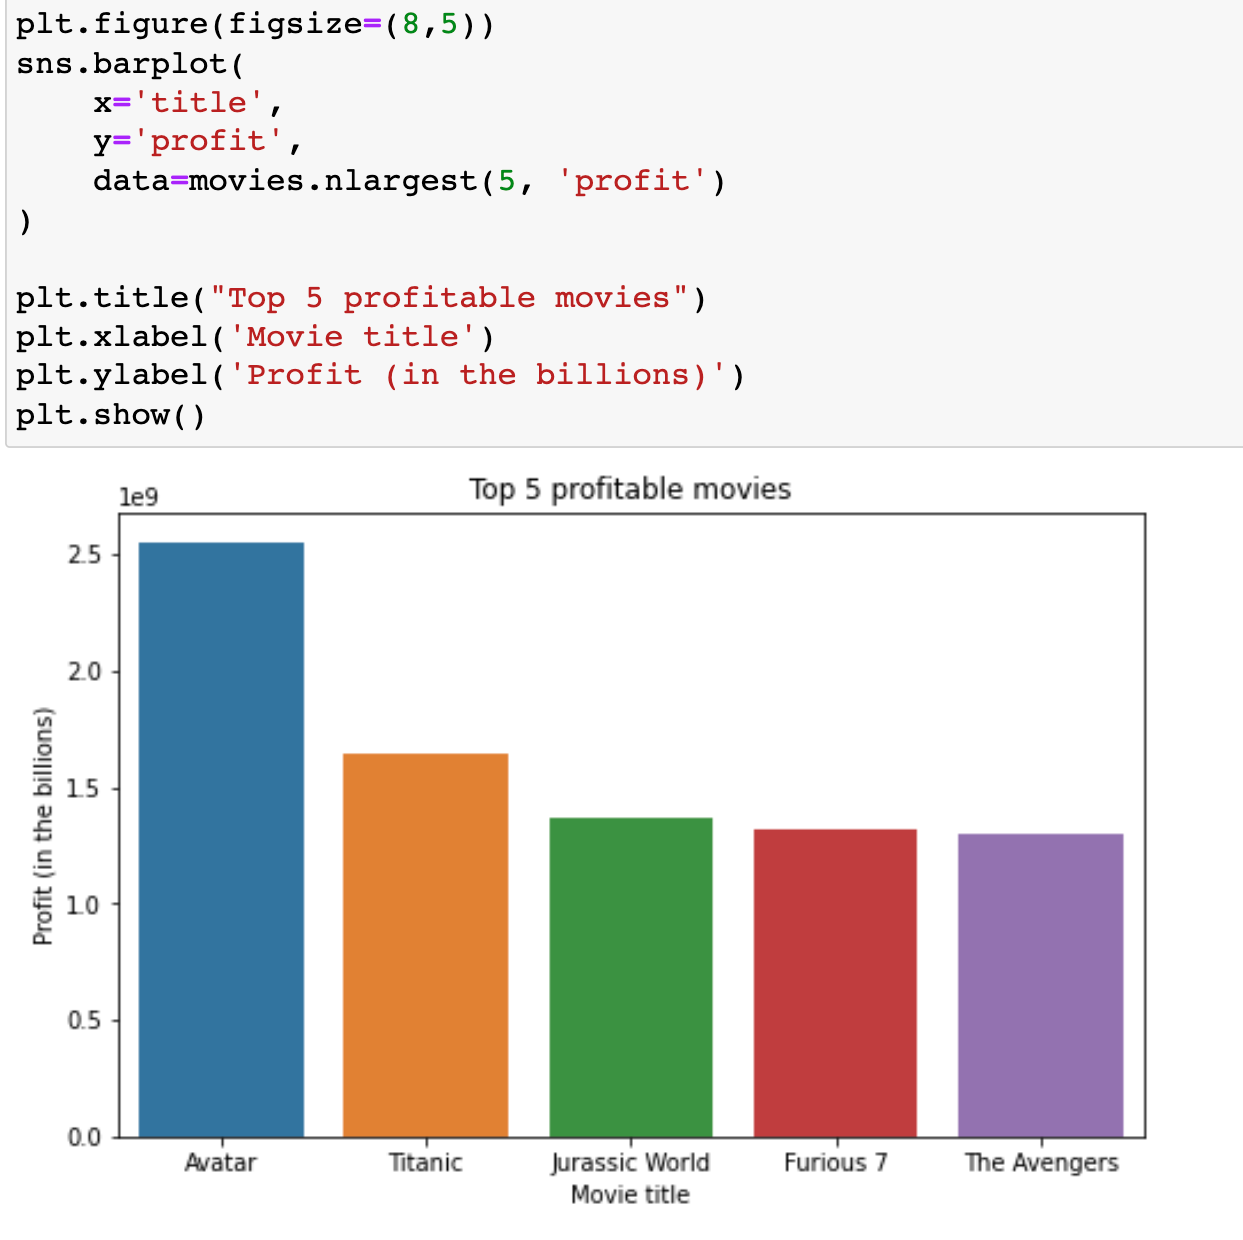 plt.figure(figsize=(8,5))
sns.barplot(
    x='title',
    y='profit',
    data=movies.nlargest(5, 'profit')
)

plt.title("Top 5 profitable movies")
plt.xlabel('Movie title')
plt.ylabel('Profit (in the billions)')
plt.show()
Top 5 profitable movies
1e9
2.5
2.0
1.5
1.0
0.5
0.0
Profit (in the billions)
Avatar Titanic Jurassic World Furious 7 The Avengers
Movie title